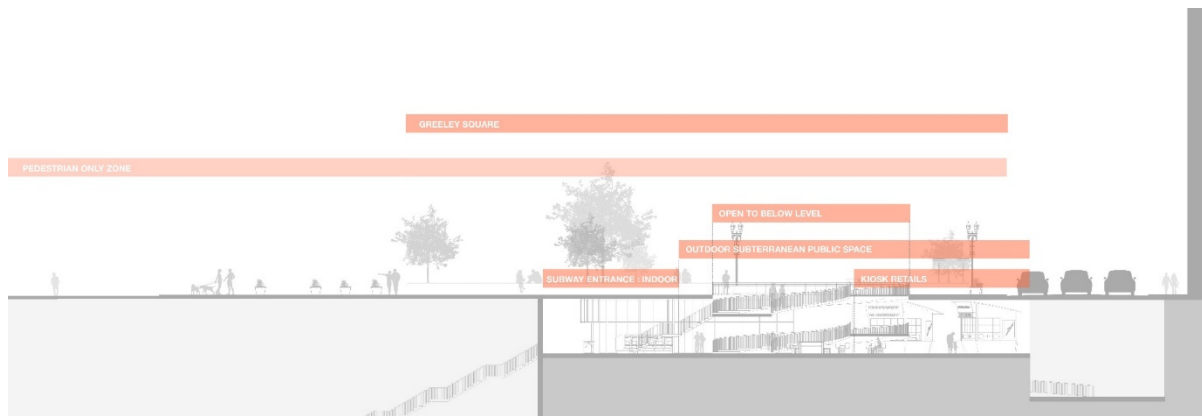 GREELEY SQUARE
PEDESTRIAN ONLY ZONE
OPEN TO BELOW LEVEL
OUTDOOR SUBTERRANEAN PUBLIC SPACE
SUBWAY ENTRANCE : INDOOR
KIOSK RETAILS